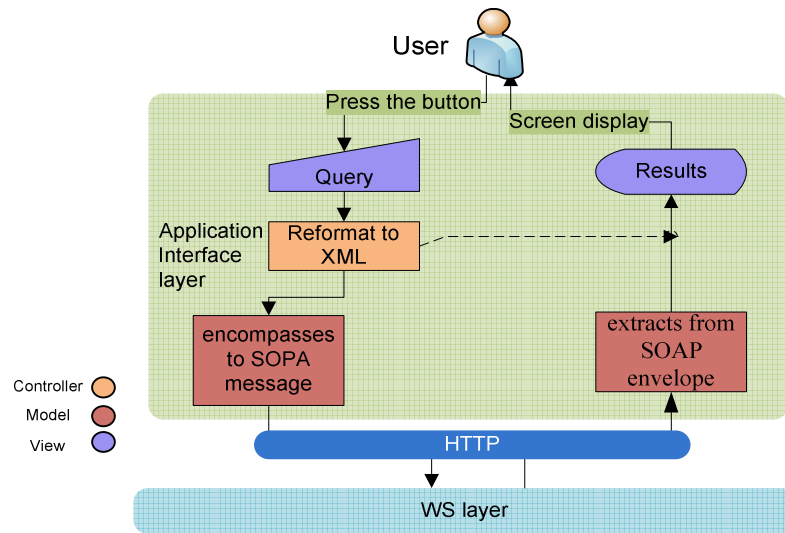 User
Press the button
Screen display
Query
Results
Application
Interface
layer
Reformat to
XML
encompasses
to SOPA
message
extracts from
SOAP
envelope
Controller
Model
View
HTTP
WS layer